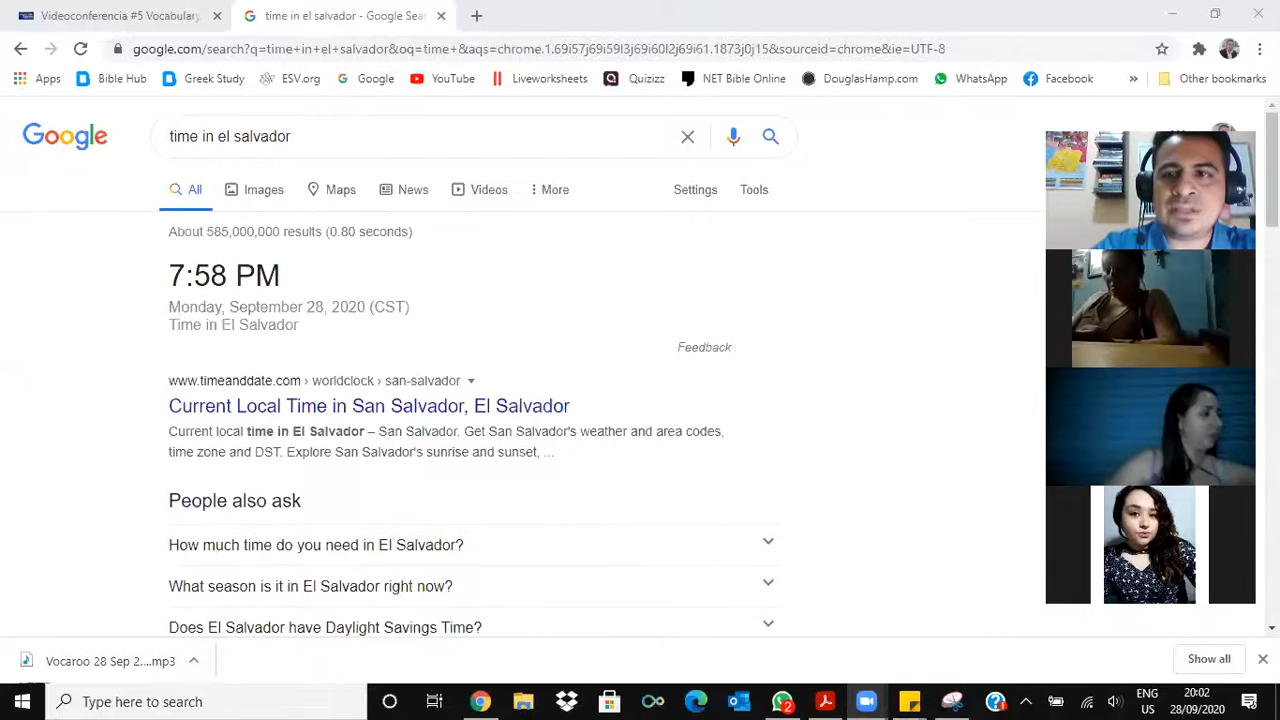 Videoconferencia #5 Vocabulary
time in el salvador - Google Sea
google.com/search?q=time+in+el+salvador&oq=time+&aqs=chrome.1.69i57j69i59l3j69i60l2j69i61.1873j0j15&sourceid=chrome&ie=UTF-8
Apps Bible Hub Greek Study ESV.org Google YouTube Liveworksheets Quizizz NET Bible Online DouglasHamp.com WhatsApp Facebook » Other bookmarks
Google
time in el salvador
All Images Maps News Videos More Settings Tools
About 585,000,000 results (0.80 seconds)
7:58 PM
Monday, September 28, 2020 (CST)
Time in El Salvador
Feedback
www.timeanddate.com › worldclock › san-salvador
Current Local Time in San Salvador, El Salvador
Current local time in El Salvador – San Salvador. Get San Salvador's weather and area codes,
time zone and DST. Explore San Salvador's sunrise and sunset, ...
People also ask
How much time do you need in El Salvador?
What season is it in El Salvador right now?
Does El Salvador have Daylight Savings Time?
Vocaroo 28 Sep 2....mp3
Show all
Type here to search
2
ENG
US
20:02
28/09/2020